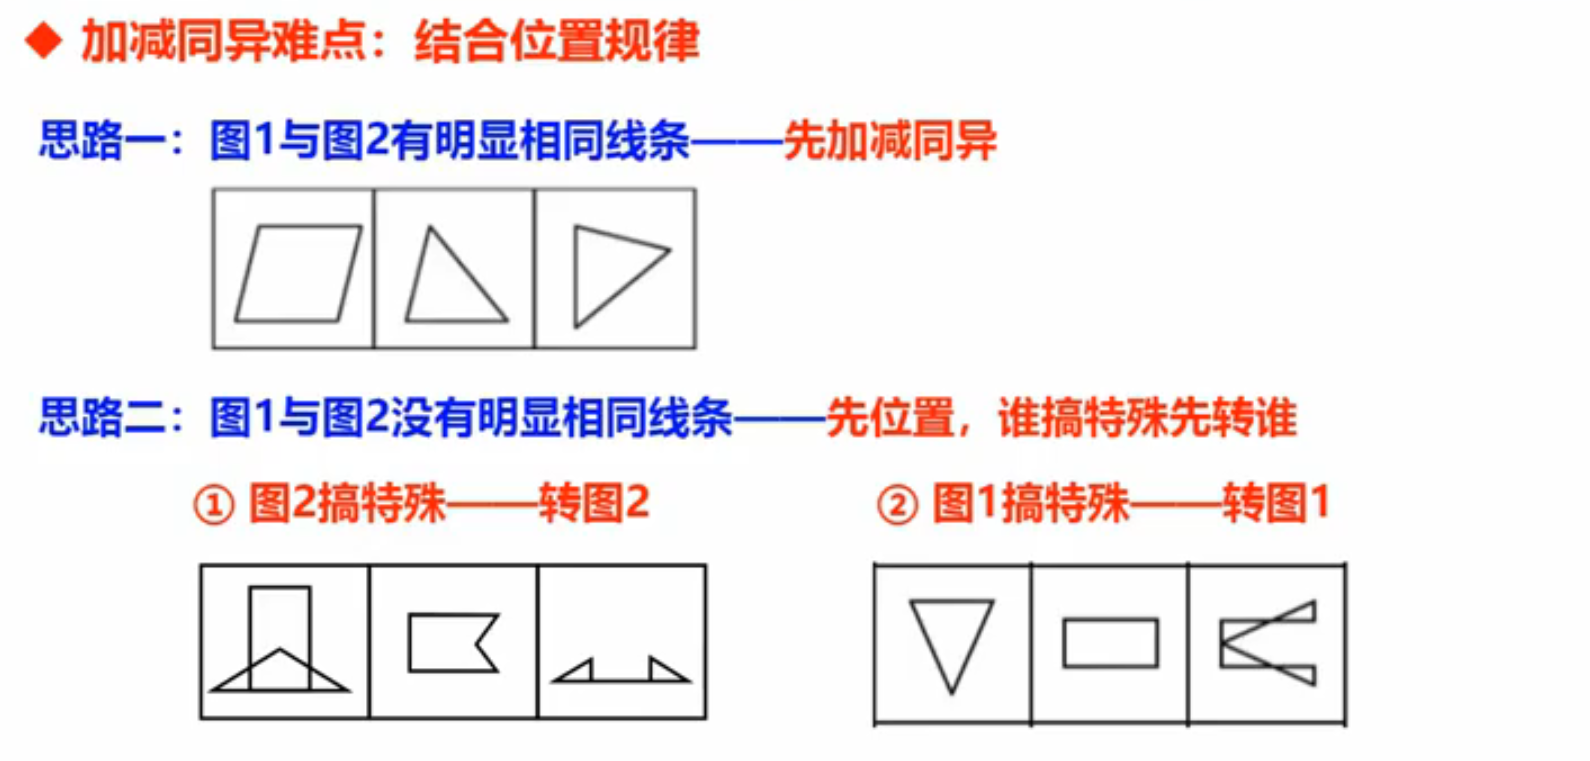 ◆ 加减同异难点：结合位置规律
思路一：图1与图2有明显相同线条——先加减同异
思路二：图1与图2没有明显相同线条——先位置，谁搞特殊先转谁
① 图2搞特殊——转图2
② 图1搞特殊——转图1